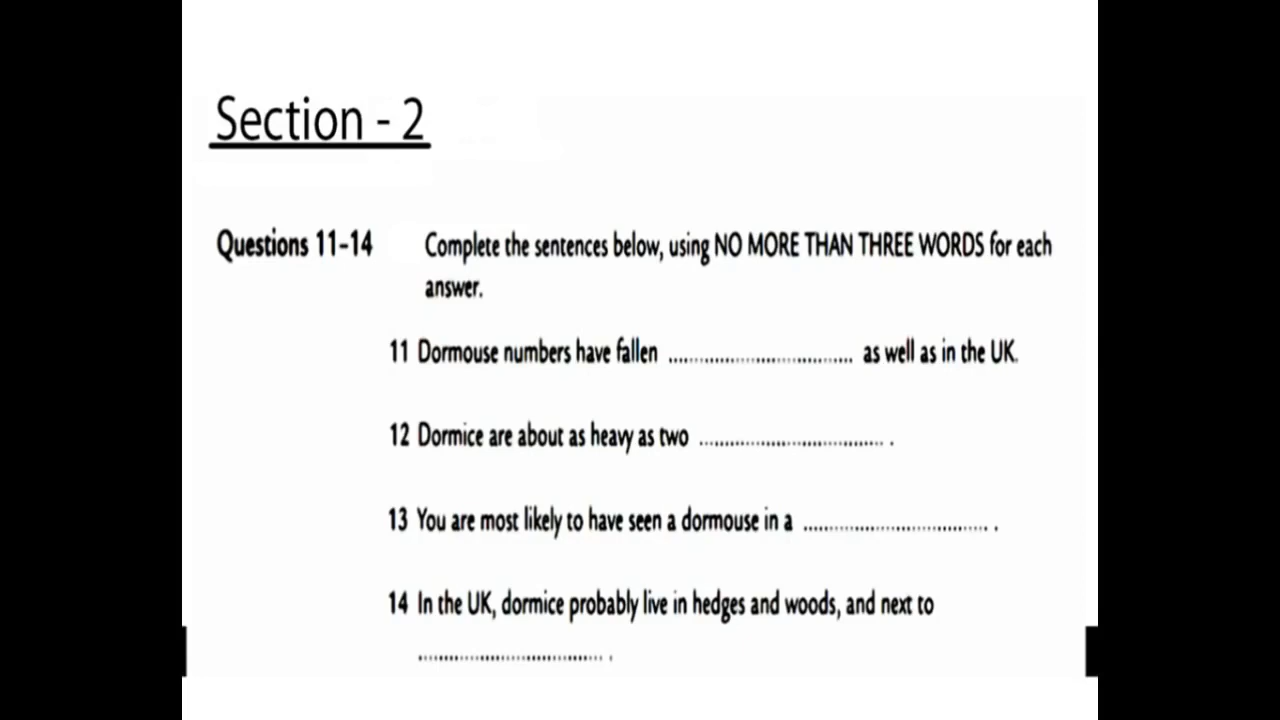 Section - 2
Questions 11–14 Complete the sentences below, using NO MORE THAN THREE WORDS for each
answer.
11 Dormouse numbers have fallen .................................. as well as in the UK.
12 Dormice are about as heavy as two .................................. .
13 You are most likely to have seen a dormouse in a .................................. .
14 In the UK, dormice probably live in hedges and woods, and next to
.................................. .